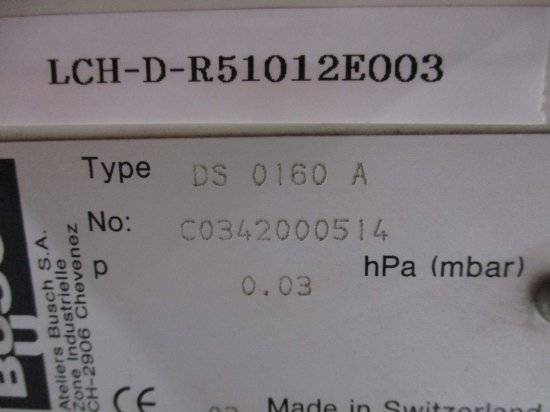 LCH-D-R51012E003
Type DS 0160 A
No: C0342000514
p 0.03 hPa (mbar)
Made in Switzerland
BUSCH
Ateliers Busch S.A.
Zone Industrielle
CH-2906 Chevenez
CE